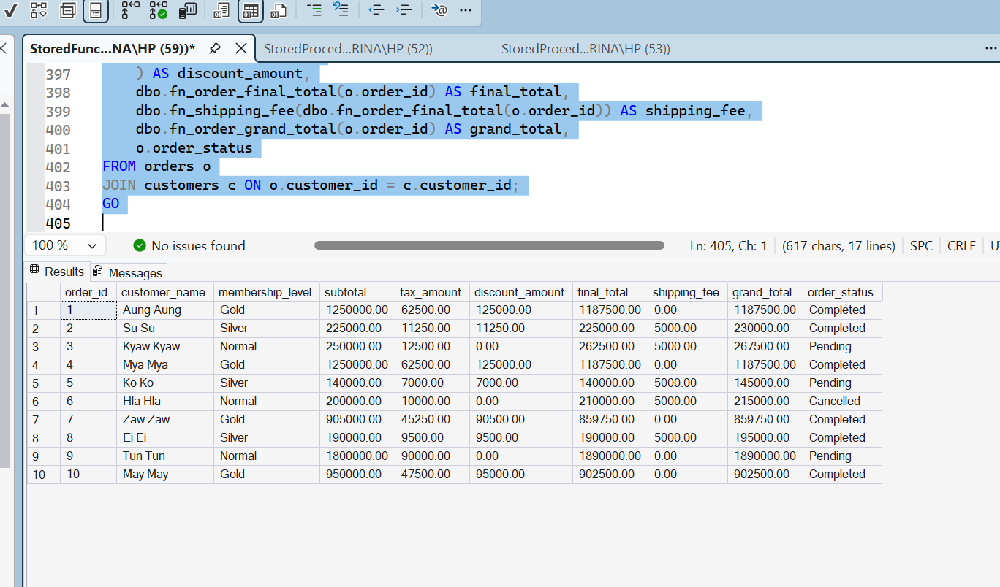 StoredFunc...NA\HP (59))* StoredProced...RINA\HP (52)) StoredProced...RINA\HP (53))
397 ) AS discount_amount,
398 dbo.fn_order_final_total(o.order_id) AS final_total,
399 dbo.fn_shipping_fee(dbo.fn_order_final_total(o.order_id)) AS shipping_fee,
400 dbo.fn_order_grand_total(o.order_id) AS grand_total,
401 o.order_status
402 FROM orders o
403 JOIN customers c ON o.customer_id = c.customer_id;
404 GO
405
100 % No issues found Ln: 405, Ch: 1 (617 chars, 17 lines) SPC CRLF U
Results Messages
order_id customer_name membership_level subtotal tax_amount discount_amount final_total shipping_fee grand_total order_status
1 1 Aung Aung Gold 1250000.00 62500.00 125000.00 1187500.00 0.00 1187500.00 Completed
2 2 Su Su Silver 225000.00 11250.00 11250.00 225000.00 5000.00 230000.00 Completed
3 3 Kyaw Kyaw Normal 250000.00 12500.00 0.00 262500.00 5000.00 267500.00 Pending
4 4 Mya Mya Gold 1250000.00 62500.00 125000.00 1187500.00 0.00 1187500.00 Completed
5 5 Ko Ko Silver 140000.00 7000.00 7000.00 140000.00 5000.00 145000.00 Pending
6 6 Hla Hla Normal 200000.00 10000.00 0.00 210000.00 5000.00 215000.00 Cancelled
7 7 Zaw Zaw Gold 905000.00 45250.00 90500.00 859750.00 0.00 859750.00 Completed
8 8 Ei Ei Silver 190000.00 9500.00 9500.00 190000.00 5000.00 195000.00 Completed
9 9 Tun Tun Normal 1800000.00 90000.00 0.00 1890000.00 0.00 1890000.00 Pending
10 10 May May Gold 950000.00 47500.00 95000.00 902500.00 0.00 902500.00 Completed